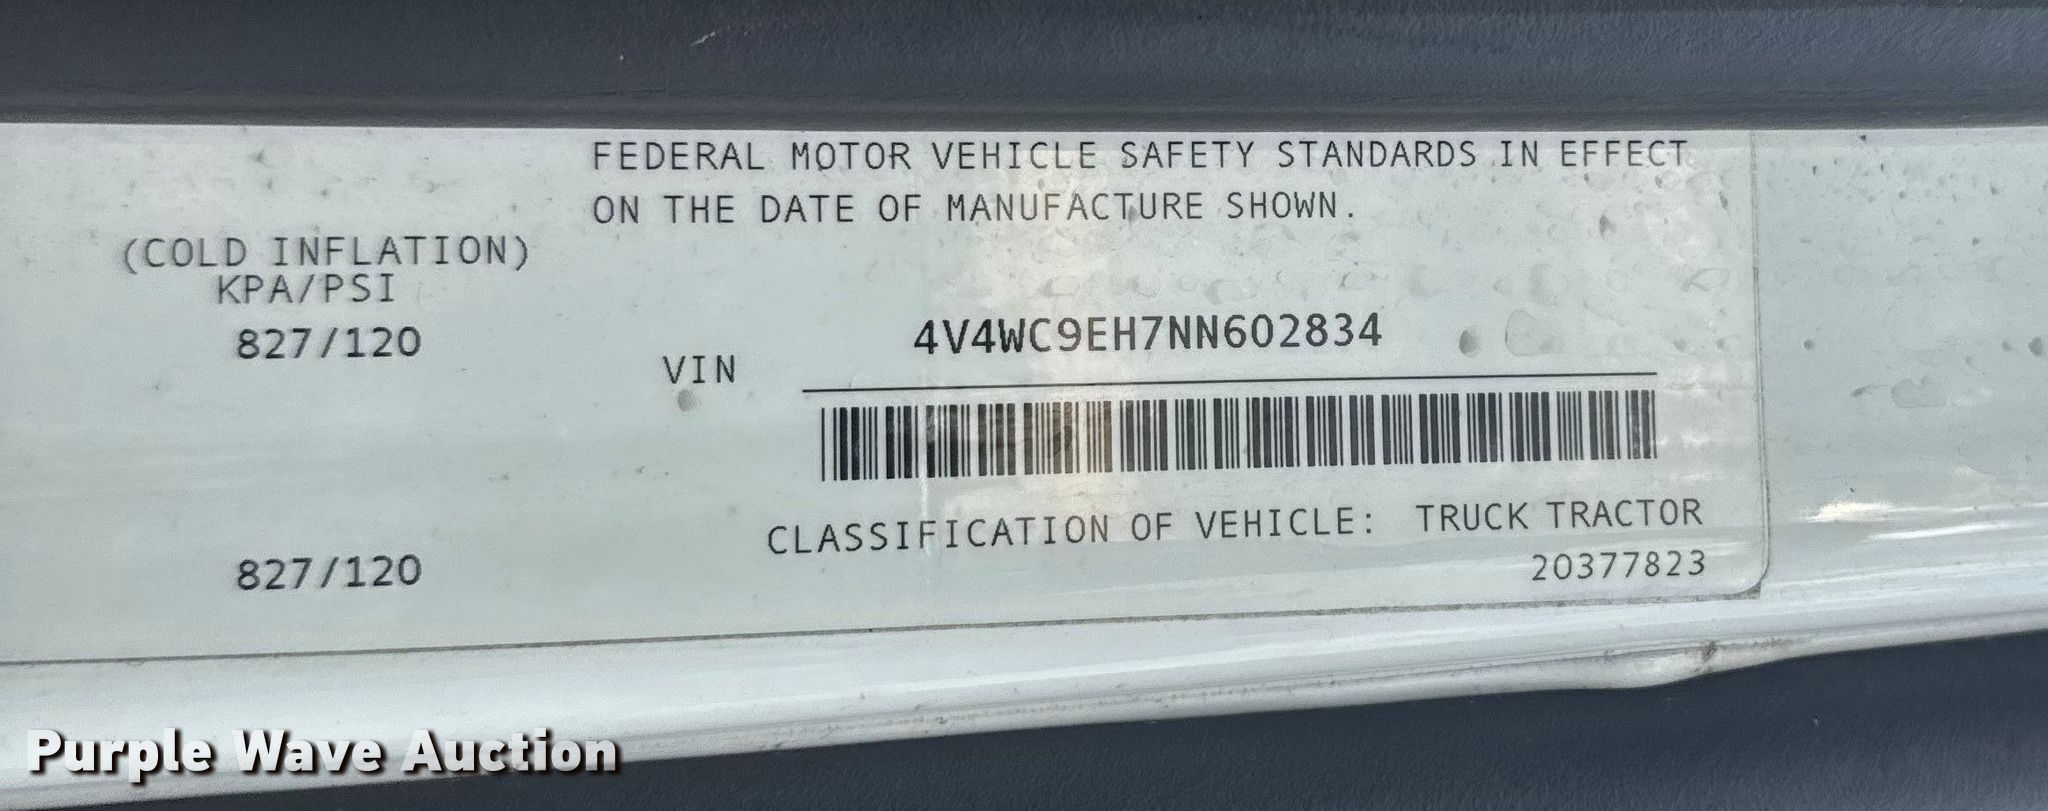 FEDERAL MOTOR VEHICLE SAFETY STANDARDS IN EFFECT
ON THE DATE OF MANUFACTURE SHOWN.
(COLD INFLATION)
KPA/PSI
827/120
4V4WC9EH7NN602834
VIN
CLASSIFICATION OF VEHICLE: TRUCK TRACTOR
827/120
20377823
Purple Wave Auction